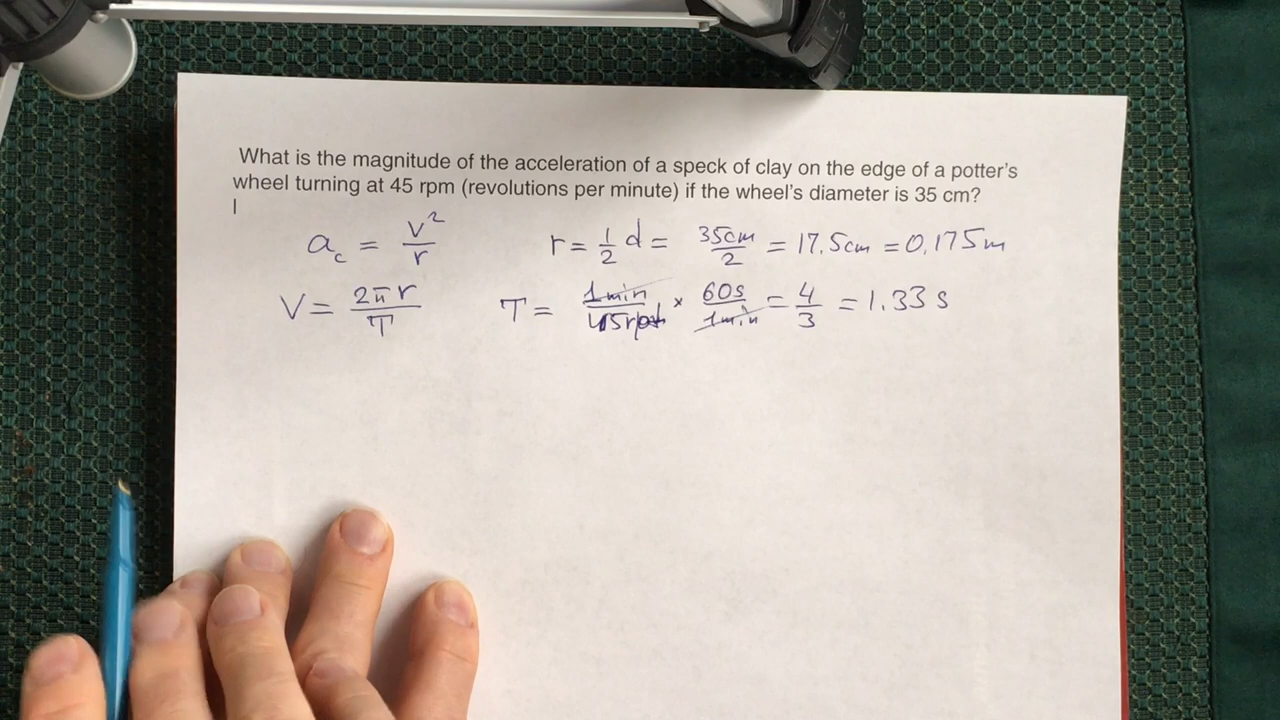 What is the magnitude of the acceleration of a speck of clay on the edge of a potter's
wheel turning at 45 rpm (revolutions per minute) if the wheel's diameter is 35 cm?
a_c = v²/r r = 1/2 d = 35cm/2 = 17.5cm = 0.175m
V = 2πr/T T = 1min/45 × 60s/1min = 4/3 = 1.33 s